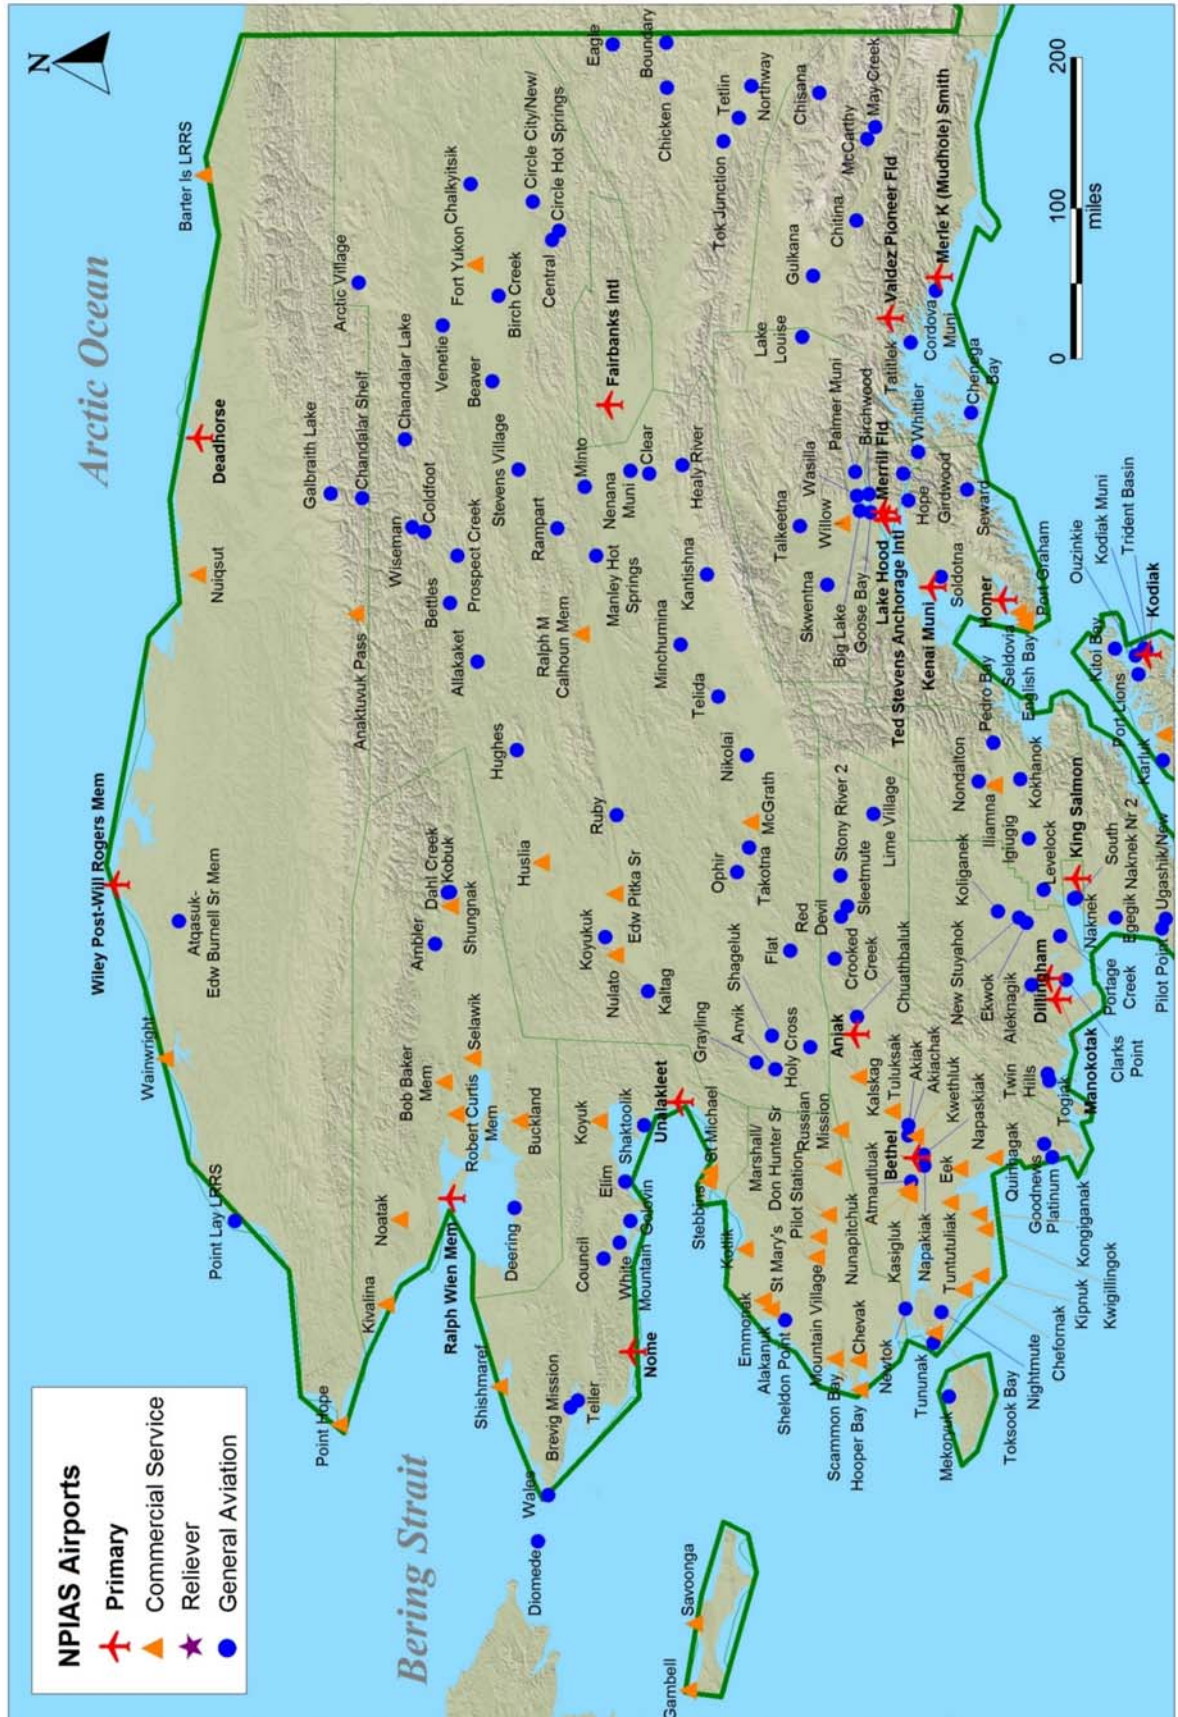 NPIAS Airports
Primary
Commercial Service
Reliever
General Aviation
N
Arctic Ocean
Bering Strait
0
100
200
miles
Barter Is LRRS
Deadhorse
Nuiqsut
Wiley Post-Will Rogers Mem
Atqasuk-
Edw Burnell Sr Mem
Wainwright
Point Lay LRRS
Point Hope
Kivalina
Noatak
Ralph Wien Mem
Arctic Village
Galbraith Lake
Chandalar Shelf
Chandalar Lake
Anaktuvuk Pass
Wiseman
Coldfoot
Prospect Creek
Bettles
Allakaket
Hughes
Venetie
Fort Yukon
Chalkyitsik
Beaver
Birch Creek
Stevens Village
Circle City/New/
Circle Hot Springs
Central
Eagle
Boundary
Chicken
Fairbanks Intl
Rampart
Minto
Manley Hot
Springs
Nenana
Muni
Clear
Healy River
Ralph M
Calhoun Mem
Kantishna
Minchumina
Telida
Nikolai
McGrath
Takotna
Ophir
Ruby
Huslia
Edw Pitka Sr
Koyukuk
Nulato
Kaltag
Dahl Creek
Kobuk
Shungnak
Ambler
Selawik
Bob Baker
Mem
Robert Curtis
Mem
Buckland
Koyuk
Shaktoolik
Unalakleet
Elim
Golovin
White
Mountain
Council
Deering
Nome
Shishmaref
Brevig Mission
Teller
Wales
Diomede
Savoonga
Gambell
Tok Junction
Tetlin
Northway
Chisana
McCarthy
May Creek
Chitina
Gulkana
Lake
Louise
Valdez Pioneer Fld
Merle K (Mudhole) Smith
Cordova
Muni
Tatitlek
Chenega
Bay
Whittier
Palmer Muni
Birchwood
Wasilla
Merrill Fld
Talkeetna
Willow
Hope
Girdwood
Seward
Skwentna
Big Lake
Goose Bay
Lake Hood
Ted Stevens Anchorage Intl
Kenai Muni
Soldotna
Homer
Port Graham
Seldovia
English Bay
Ouzinkie
Kodiak Muni
Trident Basin
Kodiak
Kitoi Bay
Port Lions
Karluk
Pedro Bay
Nondalton
Iliamna
Kokhanok
Igiugig
Levelock
King Salmon
South
Naknek Nr 2
Naknek
Egegik
Ugashik/New
Pilot Point
Koliganek
New Stuyahok
Ekwok
Aleknagik
Dillingham
Portage
Creek
Clarks
Point
Manokotak
Twin
Hills
Togiak
Stony River 2
Sleetmute
Lime Village
Red
Devil
Crooked
Creek
Chuathbaluk
Flat
Shageluk
Anvik
Grayling
Holy Cross
Aniak
Kalskag
Tuluksak
Akiak
Akiachak
Kwethluk
Napaskiak
Bethel
Atmautluak
Nunapitchuk
Kasigluk
Napakiak
Tuntutuliak
Eek
Quinhagak
Goodnews
Platinum
Kongiganak
Kwigillingok
Kipnuk
Chefornak
Nightmute
Toksook Bay
Tununak
Newtok
Mekoryuk
St Michael
Stebbins
Kotlik
Marshall/
Don Hunter Sr
Russian
Mission
Pilot Station
St Mary's
Mountain Village
Emmonak
Alakanuk
Sheldon Point
Scammon Bay
Hooper Bay
Chevak